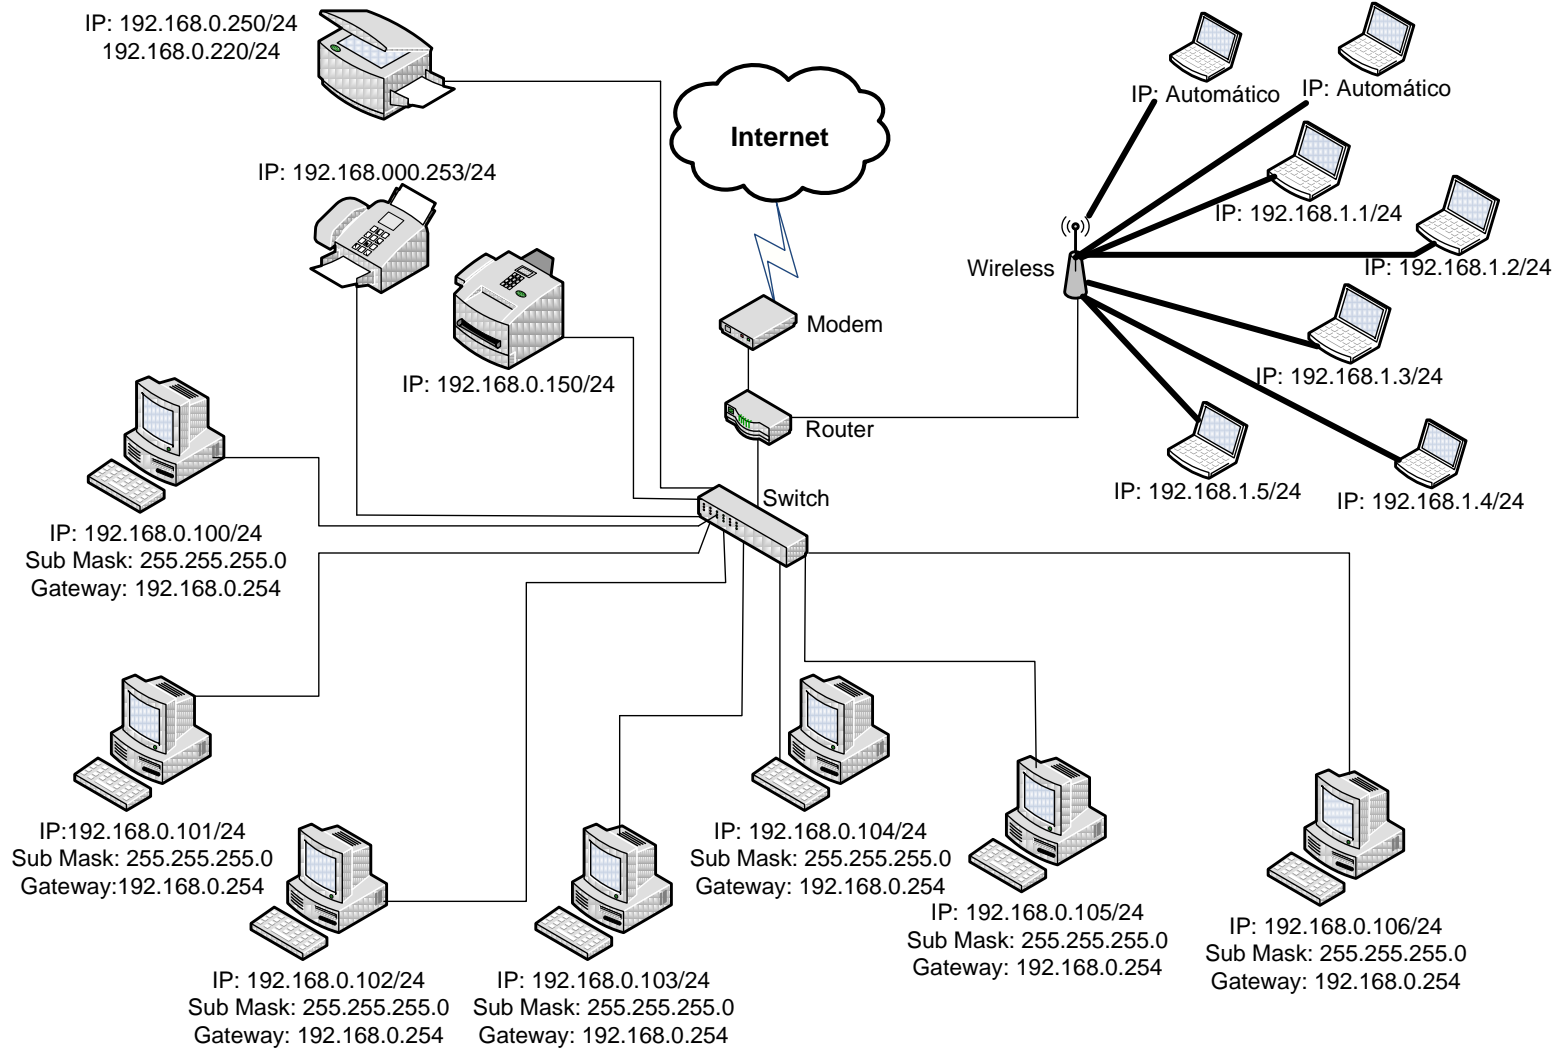 IP: 192.168.0.250/24
192.168.0.220/24
IP: Automático
IP: Automático
Internet
IP: 192.168.000.253/24
IP: 192.168.1.1/24
Wireless
IP: 192.168.1.2/24
Modem
IP: 192.168.0.150/24
IP: 192.168.1.3/24
Router
Switch
IP: 192.168.1.5/24
IP: 192.168.1.4/24
IP: 192.168.0.100/24
Sub Mask: 255.255.255.0
Gateway: 192.168.0.254
IP:192.168.0.101/24
Sub Mask: 255.255.255.0
Gateway:192.168.0.254
IP: 192.168.0.104/24
Sub Mask: 255.255.255.0
Gateway: 192.168.0.254
IP: 192.168.0.105/24
Sub Mask: 255.255.255.0
Gateway: 192.168.0.254
IP: 192.168.0.106/24
Sub Mask: 255.255.255.0
Gateway: 192.168.0.254
IP: 192.168.0.102/24
Sub Mask: 255.255.255.0
Gateway: 192.168.0.254
IP: 192.168.0.103/24
Sub Mask: 255.255.255.0
Gateway: 192.168.0.254